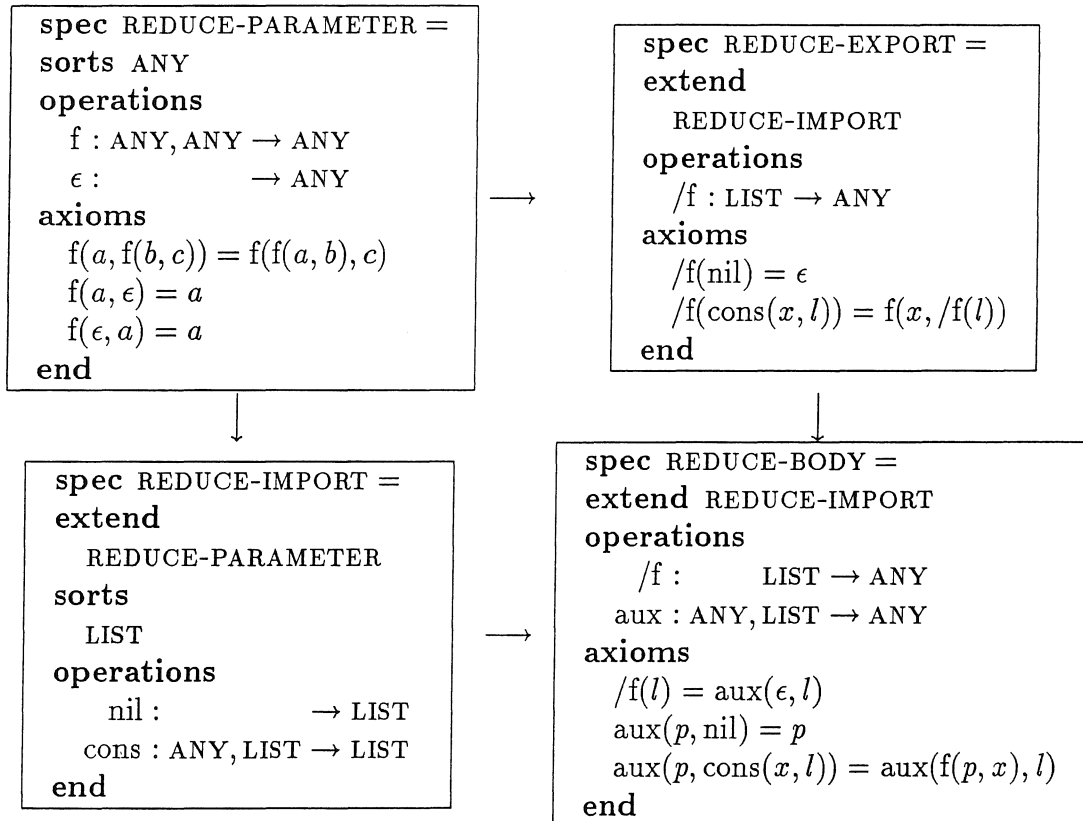 spec REDUCE-PARAMETER =
sorts ANY
operations
f : ANY, ANY → ANY
ϵ : → ANY
axioms
f(a, f(b, c)) = f(f(a, b), c)
f(a, ϵ) = a
f(ϵ, a) = a
end
spec REDUCE-EXPORT =
extend
REDUCE-IMPORT
operations
/f : LIST → ANY
axioms
/f(nil) = ϵ
/f(cons(x, l)) = f(x, /f(l))
end
spec REDUCE-IMPORT =
extend
REDUCE-PARAMETER
sorts
LIST
operations
nil : → LIST
cons : ANY, LIST → LIST
end
spec REDUCE-BODY =
extend REDUCE-IMPORT
operations
/f : LIST → ANY
aux : ANY, LIST → ANY
axioms
/f(l) = aux(ϵ, l)
aux(p, nil) = p
aux(p, cons(x, l)) = aux(f(p, x), l)
end